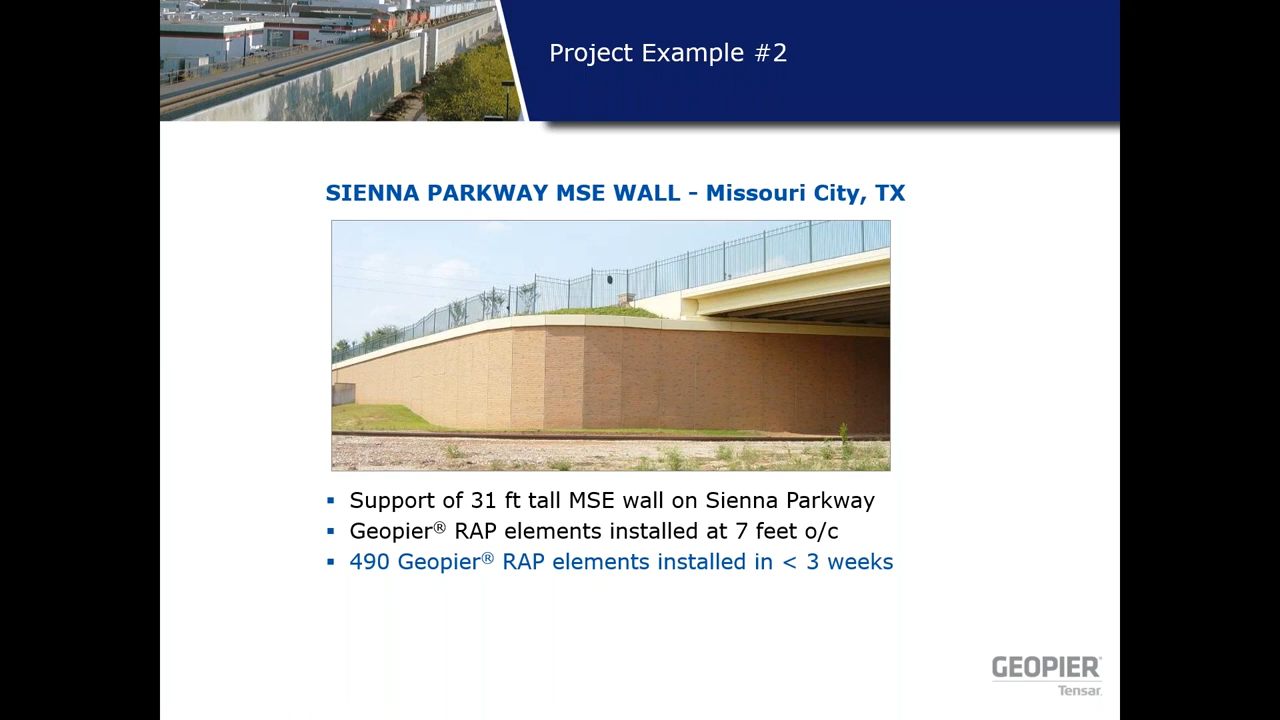 Project Example #2
SIENNA PARKWAY MSE WALL - Missouri City, TX
▪ Support of 31 ft tall MSE wall on Sienna Parkway
▪ Geopier® RAP elements installed at 7 feet o/c
▪ 490 Geopier® RAP elements installed in < 3 weeks
GEOPIER®
Tensar